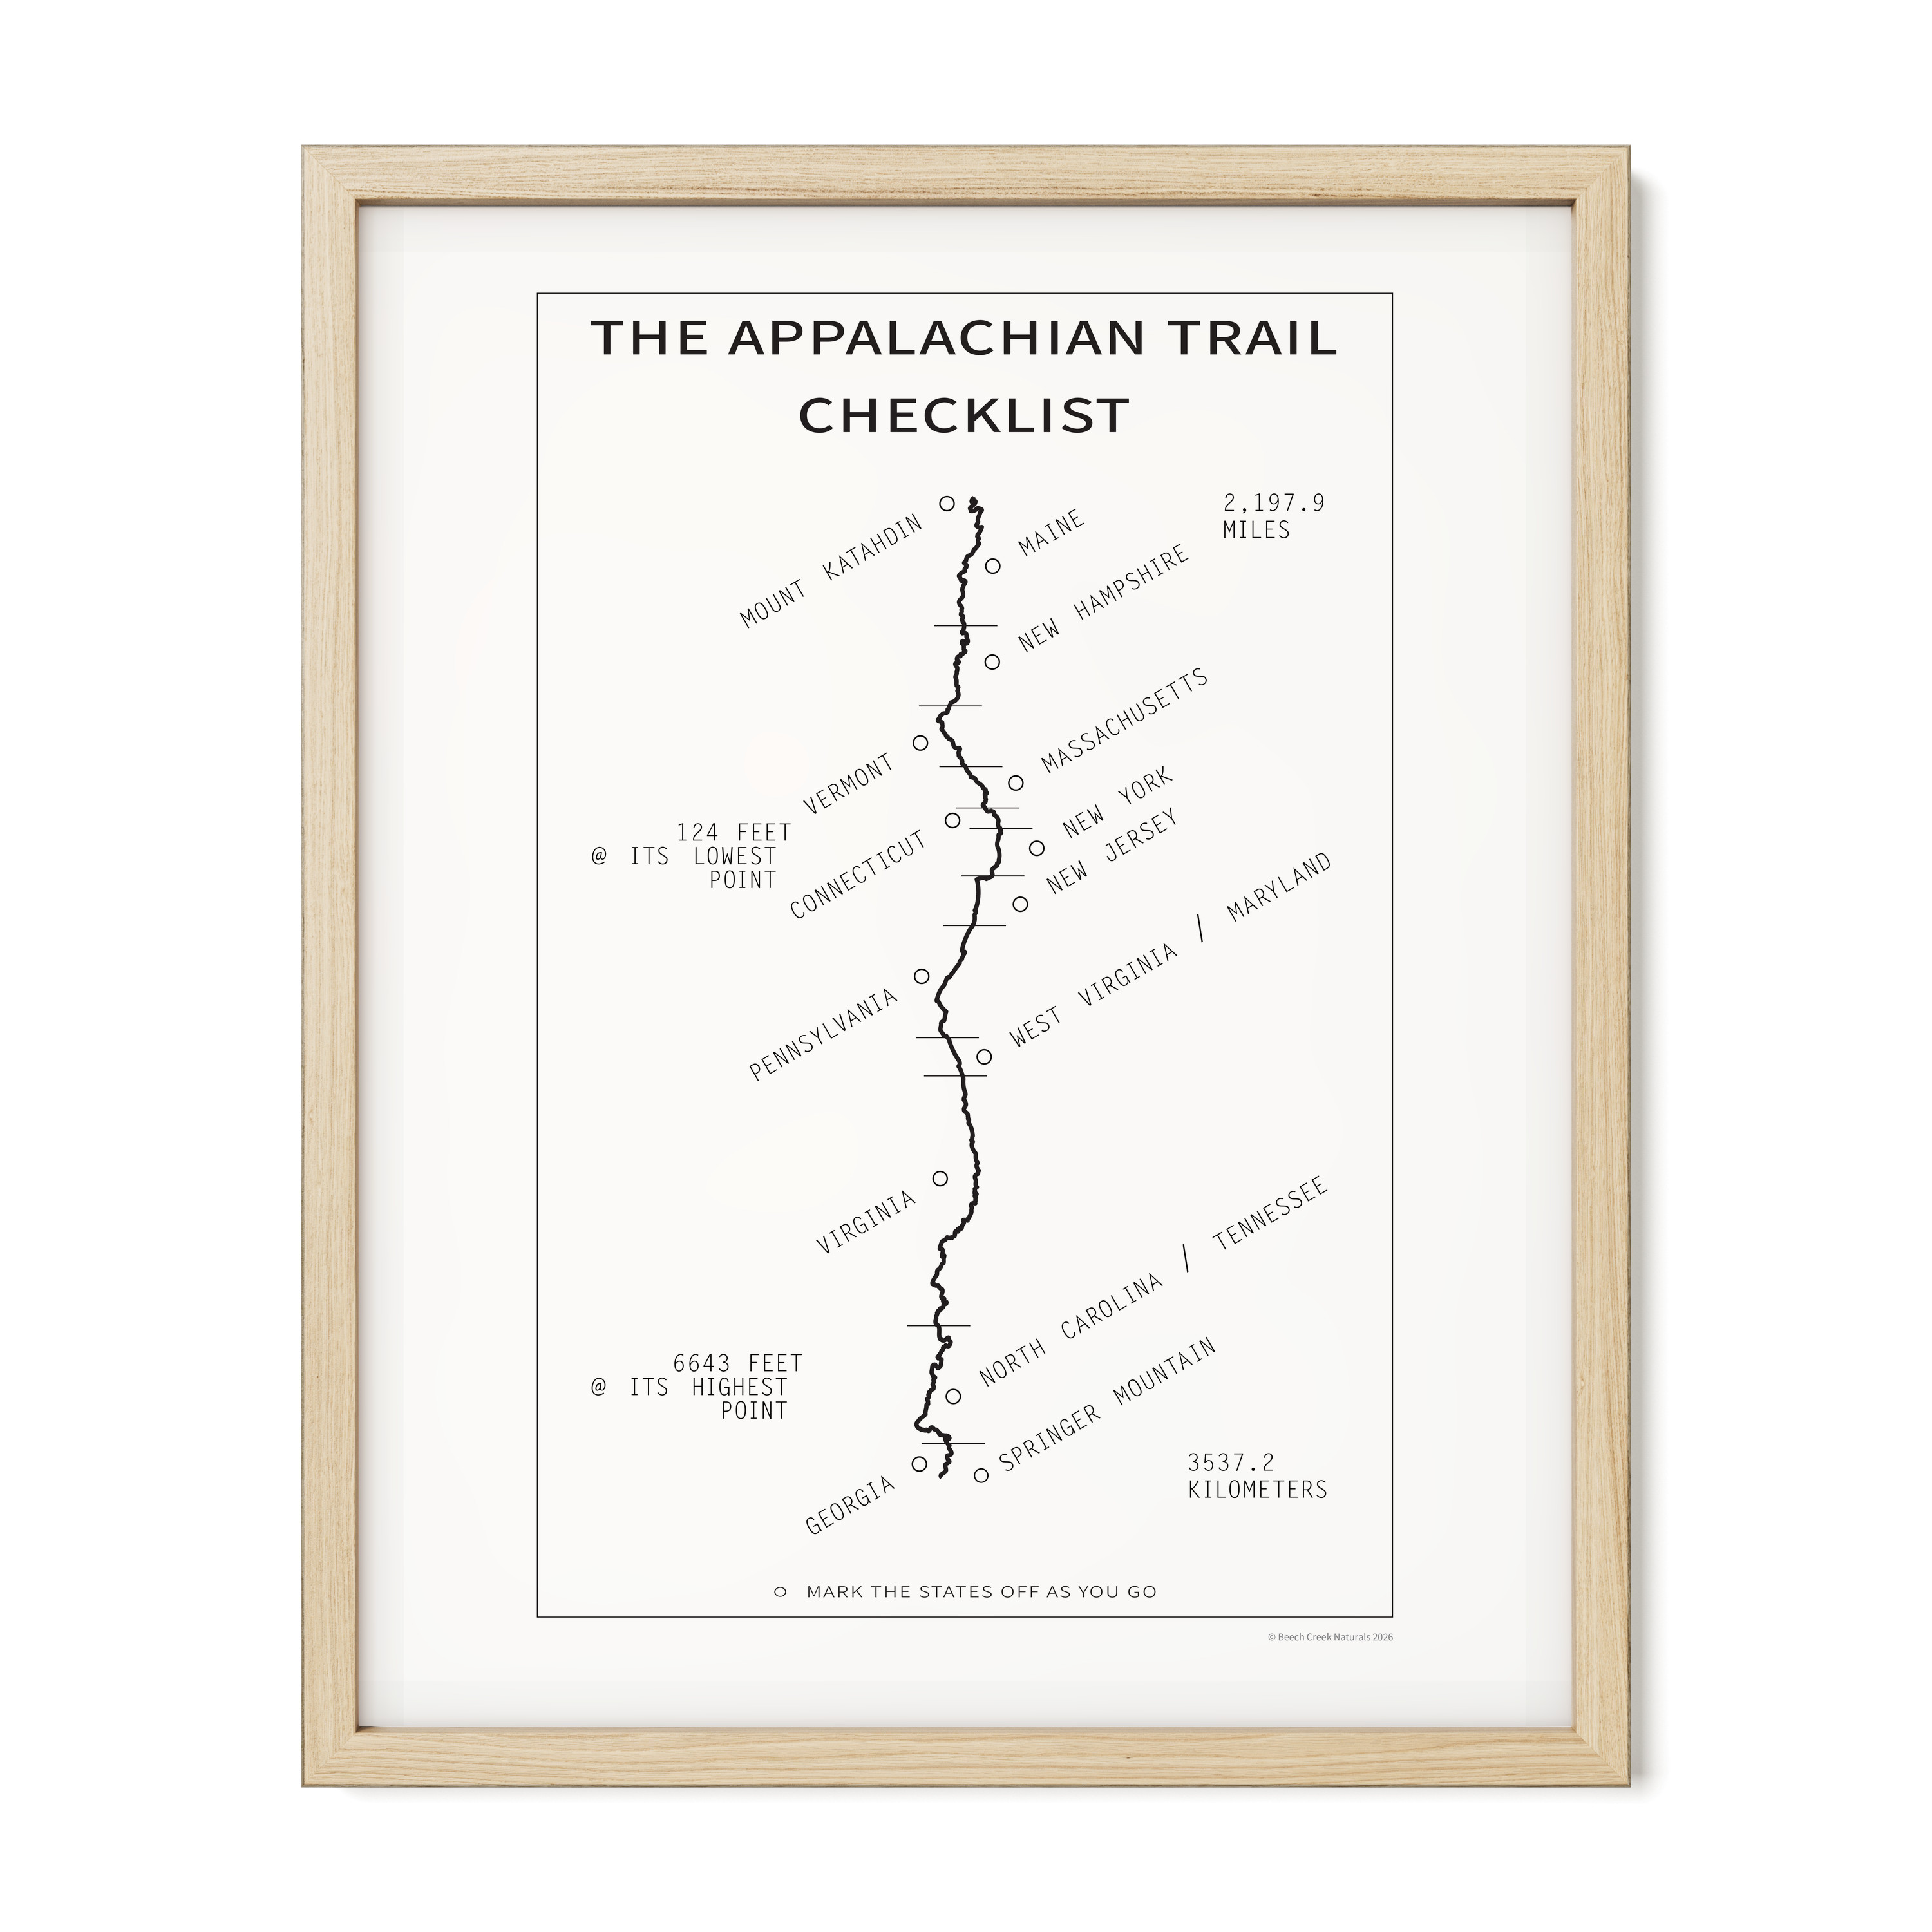 THE APPALACHIAN TRAIL
CHECKLIST
2,197.9
MILES
MOUNT KATAHDIN
MAINE
NEW HAMPSHIRE
VERMONT
MASSACHUSETTS
124 FEET
@ ITS LOWEST
POINT
CONNECTICUT
NEW YORK
NEW JERSEY
PENNSYLVANIA
WEST VIRGINIA / MARYLAND
VIRGINIA
NORTH CAROLINA / TENNESSEE
6643 FEET
@ ITS HIGHEST
POINT
SPRINGER MOUNTAIN
GEORGIA
3537.2
KILOMETERS
MARK THE STATES OFF AS YOU GO
© Beech Creek Naturals 2026